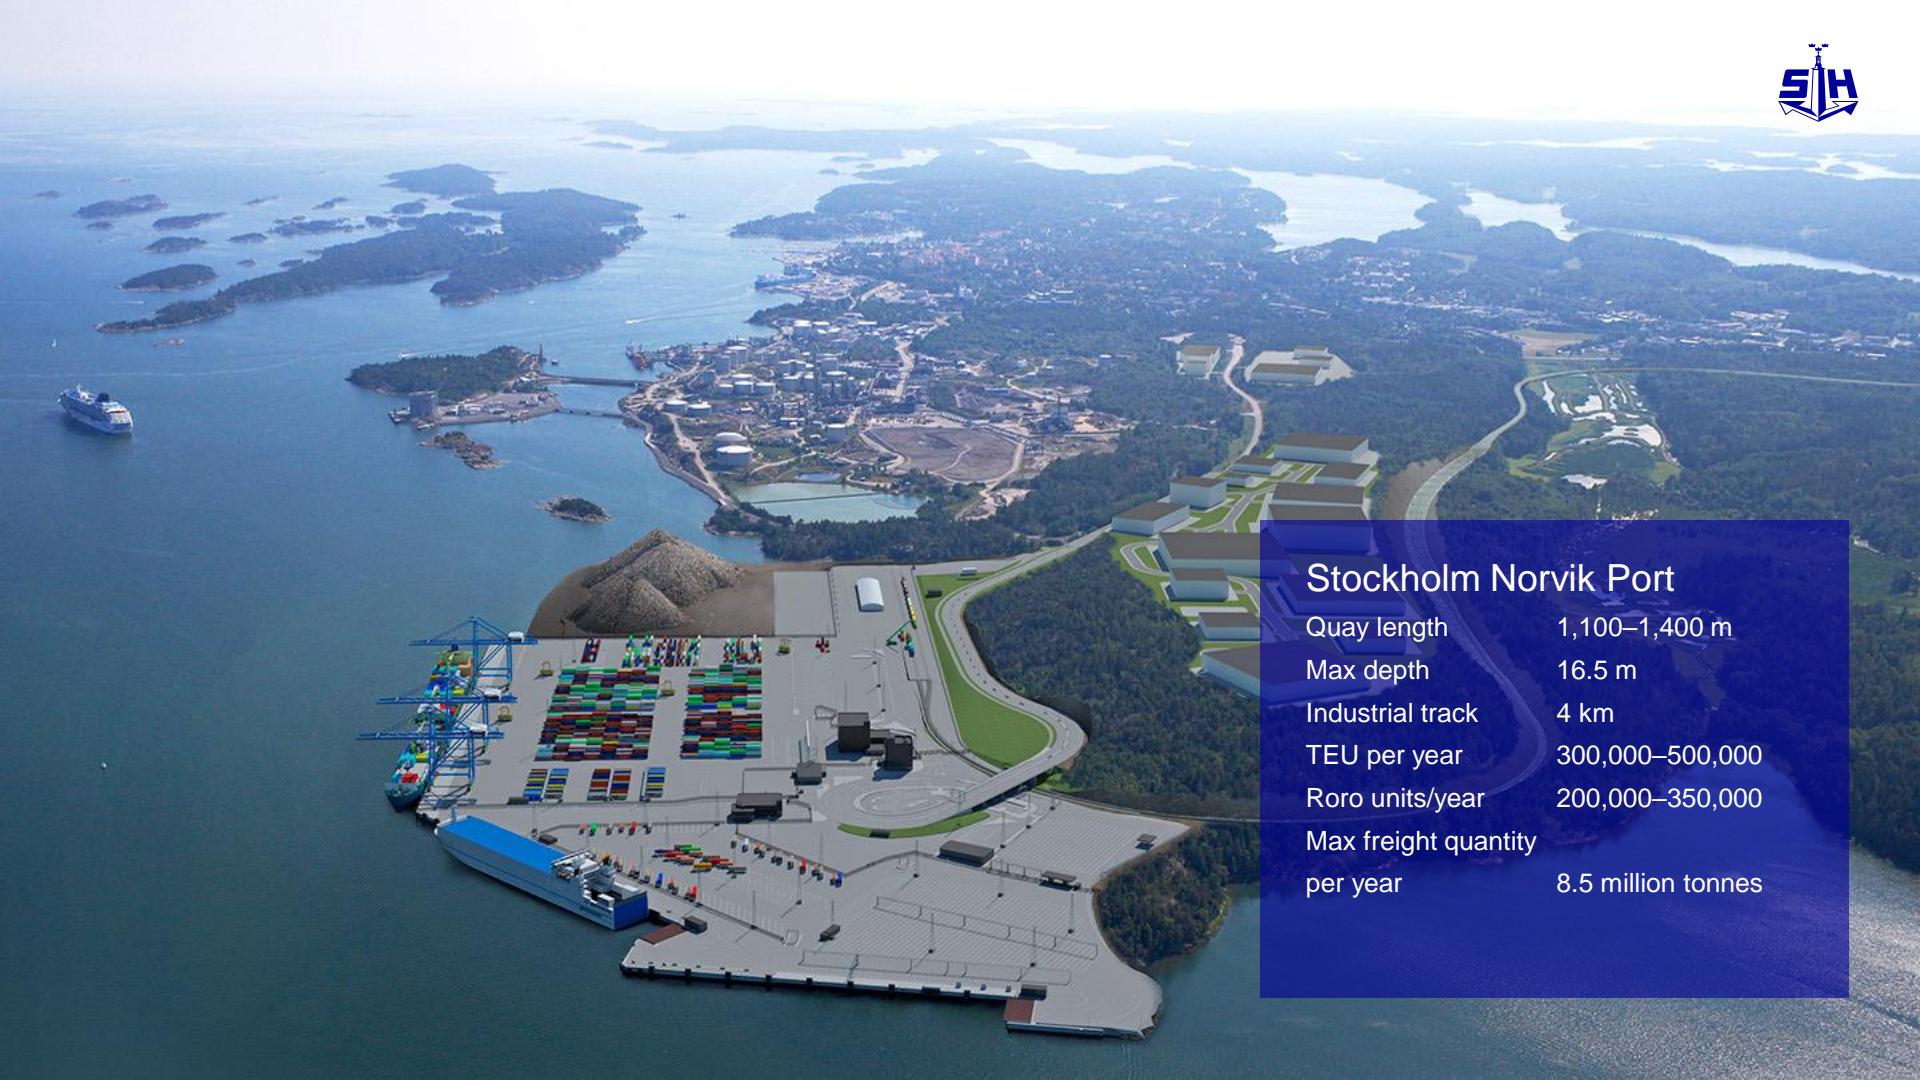 SH
Stockholm Norvik Port
Quay length 1,100–1,400 m
Max depth 16.5 m
Industrial track 4 km
TEU per year 300,000–500,000
Roro units/year 200,000–350,000
Max freight quantity
per year 8.5 million tonnes